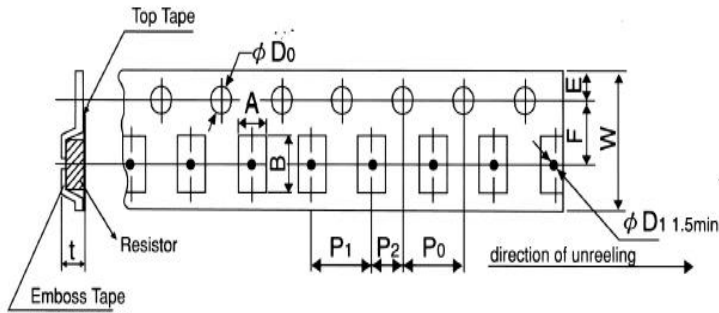 Top Tape
φ D0
A
B
E
F
W
t
Resistor
Emboss Tape
P1
P2
P0
φ D1 1.5min
direction of unreeling